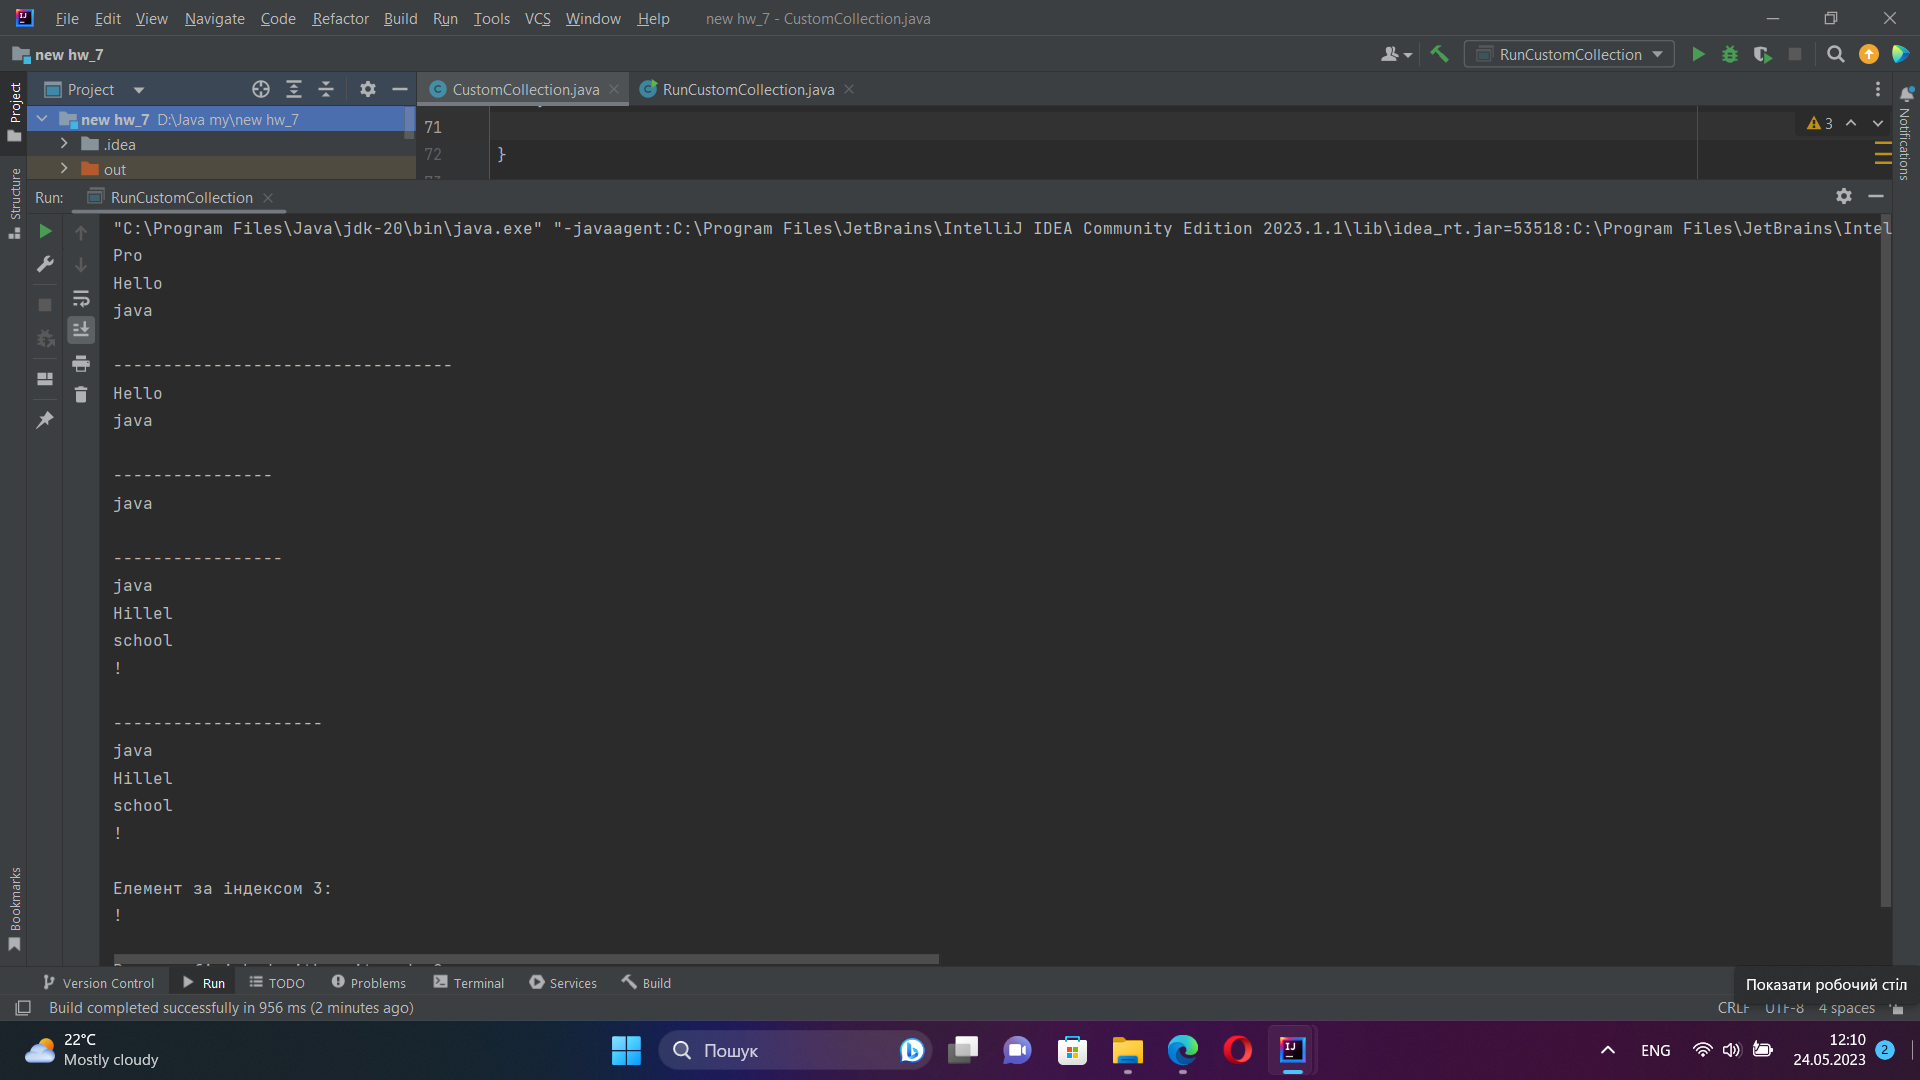 File Edit View Navigate Code Refactor Build Run Tools VCS Window Help new hw_7 - CustomCollection.java
new hw_7
RunCustomCollection
Project
CustomCollection.java
RunCustomCollection.java
new hw_7 D:\Java my\new hw_7
.idea
out
71
72 }
3
Project
Structure
Bookmarks
Notifications
Run: RunCustomCollection
"C:\Program Files\Java\jdk-20\bin\java.exe" "-javaagent:C:\Program Files\JetBrains\IntelliJ IDEA Community Edition 2023.1.1\lib\idea_rt.jar=53518:C:\Program Files\JetBrains\Intel
Pro
Hello
java
----------------------------------
Hello
java
----------------
java
-----------------
java
Hillel
school
!
---------------------
java
Hillel
school
!
Елемент за індексом 3:
!
Version Control Run TODO Problems Terminal Services Build
Показати робочий стіл
Build completed successfully in 956 ms (2 minutes ago)
CRLF UTF-8 4 spaces
22°C
Mostly cloudy
Пошук
ENG
12:10
24.05.2023
2